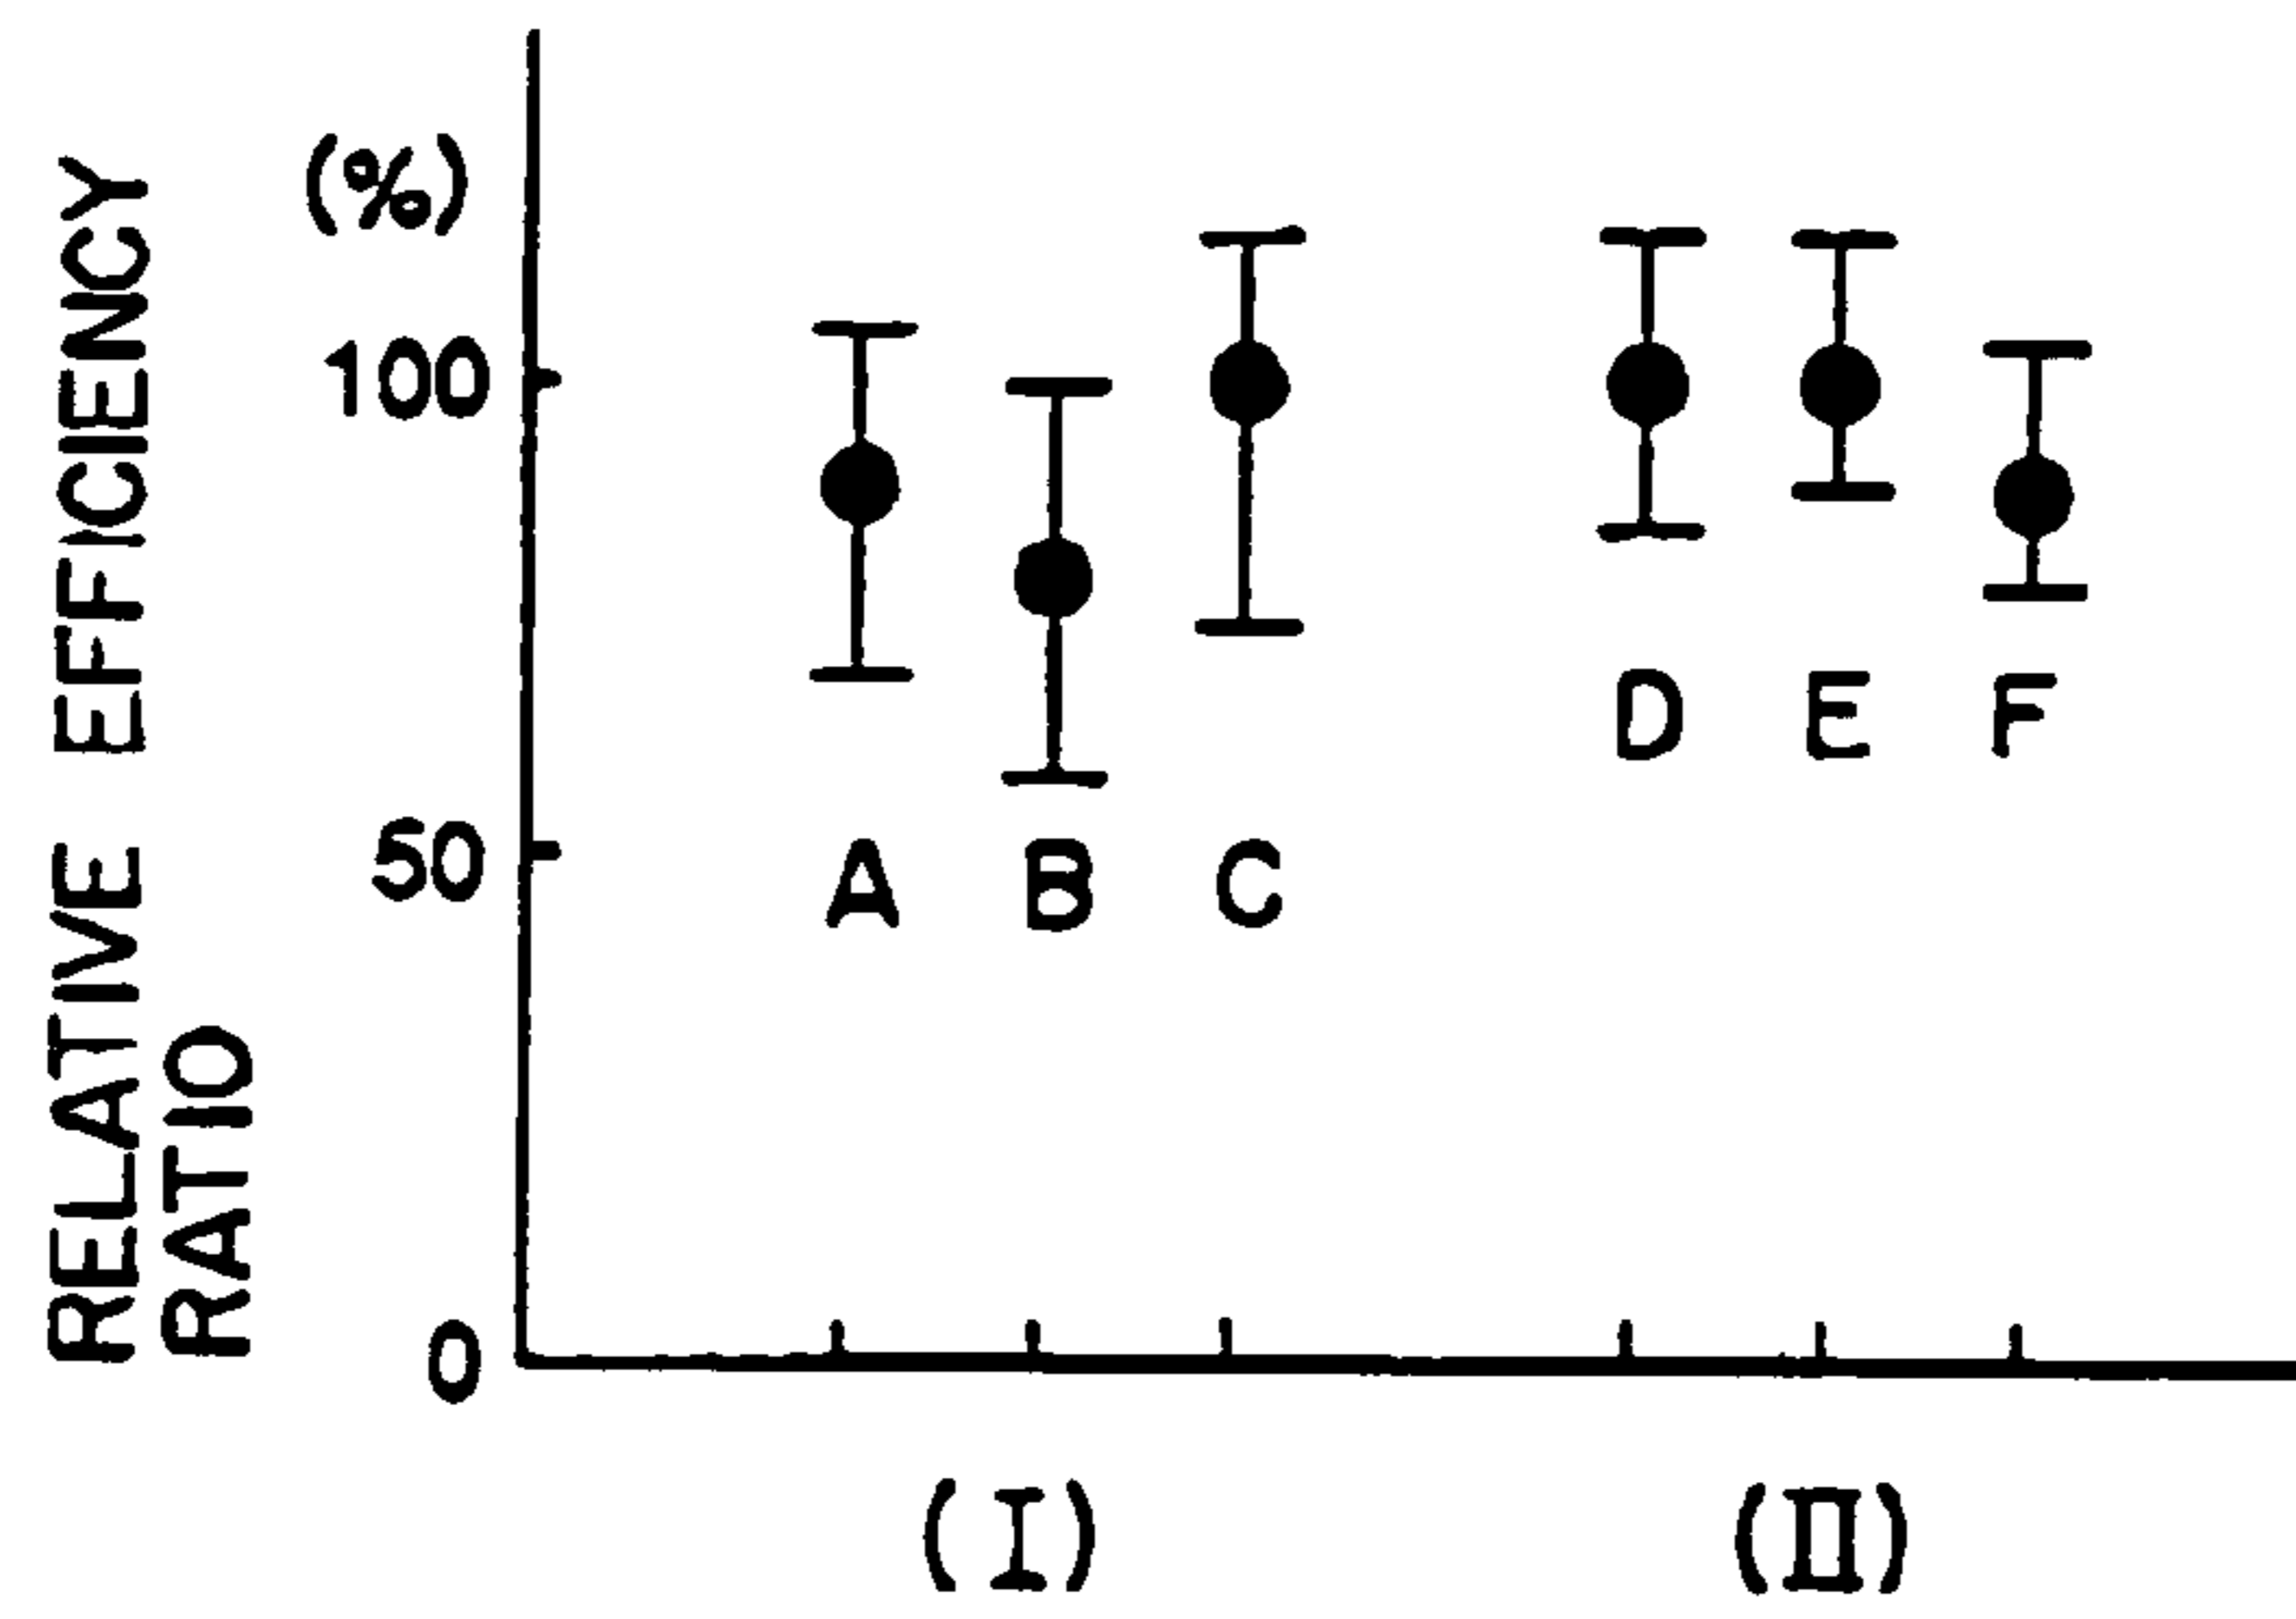 RELATIVE EFFICIENCY
RATIO
(%)
100
50
0
A B C
D E F
(I) (II)